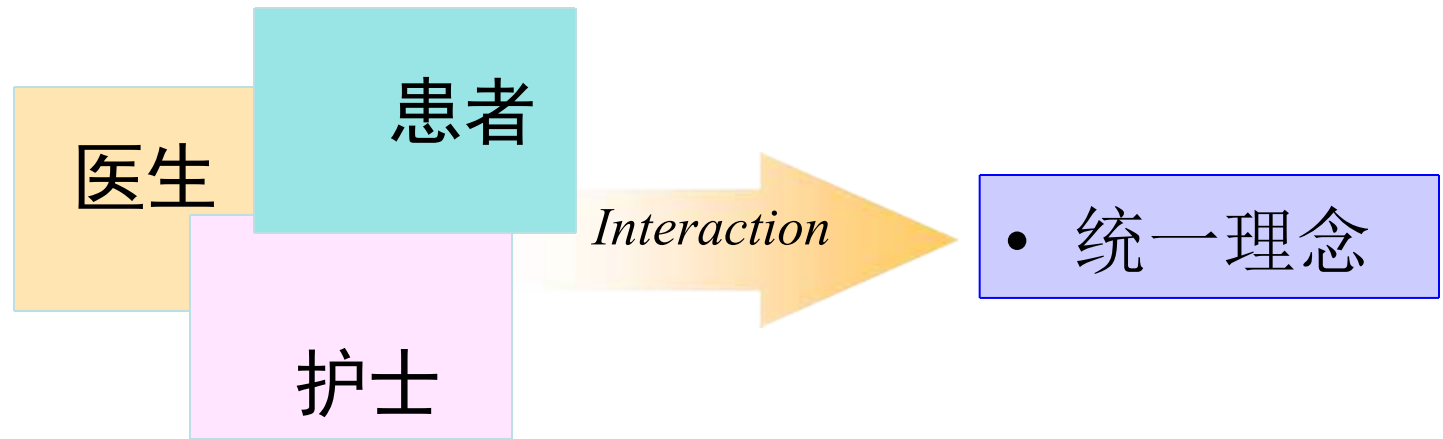 患者
医生
护士
Interaction
• 统一理念